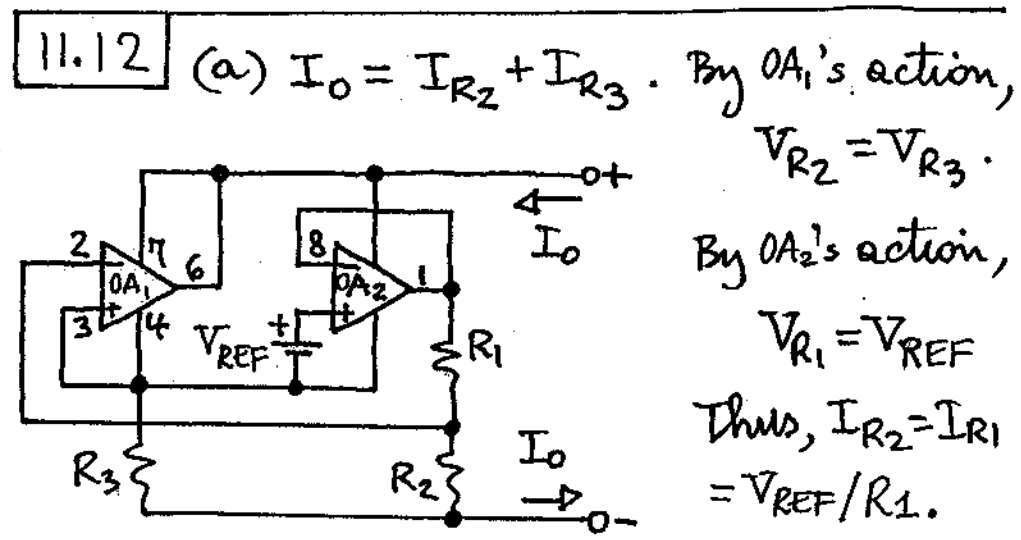 11.12 (a) I₀ = I_R₂ + I_R₃ . By OA₁'s action,
V_R₂ = V_R₃ .
By OA₂'s action,
V_R₁ = V_REF
Thus, I_R₂ = I_R₁
= V_REF/R1.
+
I₀
2 7 6
OA₁
3 + 4
8 1
OA₂
+
V_REF +
R₁
R₃
R₂
I₀
−